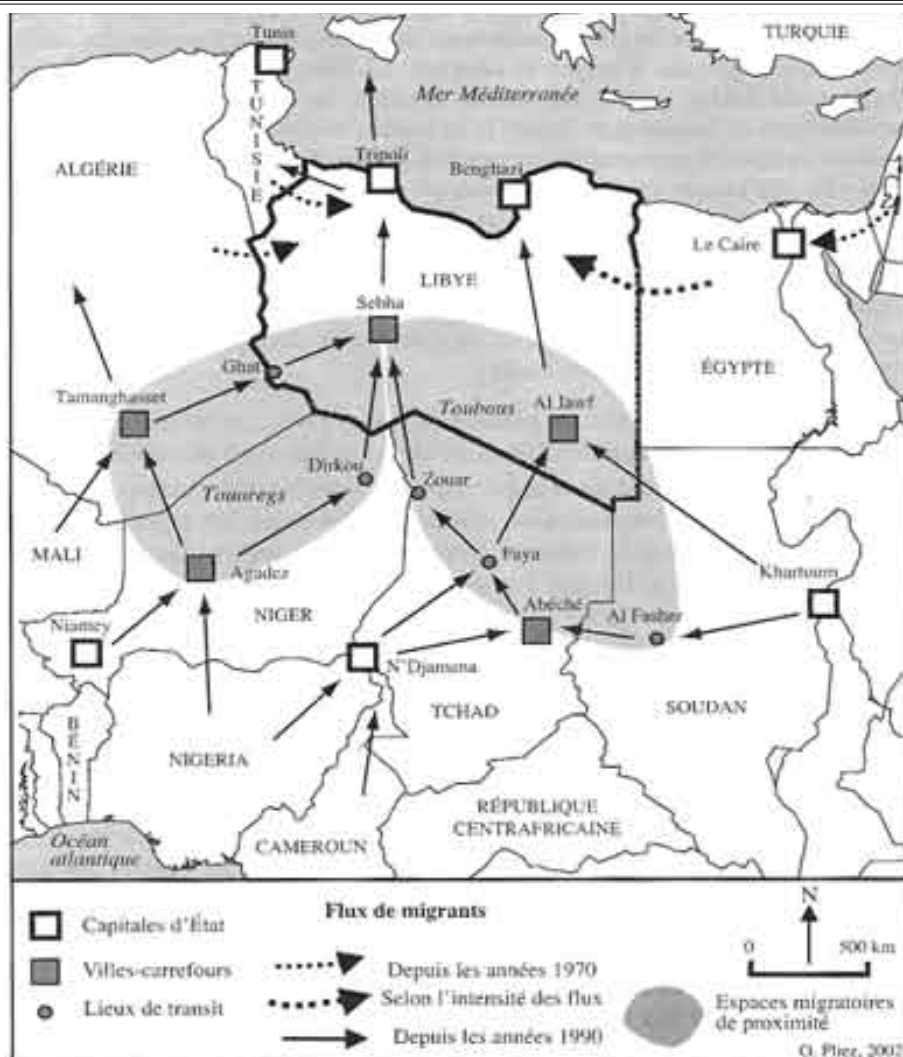 Tunis
TURQUIE
Mer Méditerranée
TUNISIE
ALGÉRIE
Tripoli
Benghazi
Le Caire
LIBYE
Sebha
Ghat
ÉGYPTE
Tamanghasset
Toubous
Al Jawf
Dirkou
Zouar
Touaregs
MALI
Faya
Agadez
Khartoum
NIGER
Abéché
Al Fasher
Niamey
N'Djamena
TCHAD
SOUDAN
BÉNIN
NIGERIA
RÉPUBLIQUE
CENTRAFRICAINE
CAMEROUN
Océan
atlantique
Flux de migrants
N
Capitales d'État
0 500 km
Villes-carrefours
Depuis les années 1970
Selon l'intensité des flux
Lieux de transit
Espaces migratoires
de proximité
Depuis les années 1990
O. Pliez, 2002